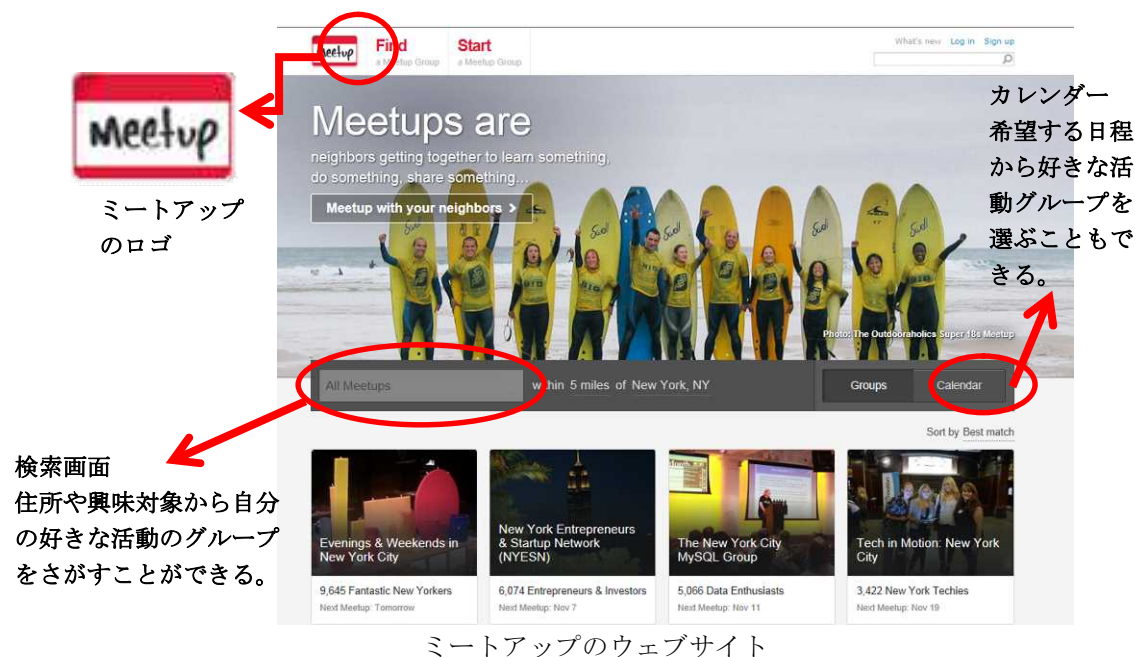 meetup
Find
a Meetup Group
Start
a Meetup Group
What's new Log in Sign up
meetup
ミートアップ
のロゴ
Meetups are
neighbors getting together to learn something,
do something, share something...
Meetup with your neighbors >
カレンダー
希望する日程
から好きな活
動グループを
選ぶこともで
きる。
Photo: The Outdooraholics Super 18s Meetup
All Meetups
within 5 miles of New York, NY
Groups
Calendar
Sort by Best match
検索画面
住所や興味対象から自分
の好きな活動のグループ
をさがすことができる。
Evenings & Weekends in
New York City
9,645 Fantastic New Yorkers
Next Meetup: Tomorrow
New York Entrepreneurs
& Startup Network
(NYESN)
6,074 Entrepreneurs & Investors
Next Meetup: Nov 7
The New York City
MySQL Group
5,066 Data Enthusiasts
Next Meetup: Nov 11
Tech in Motion: New York
City
3,422 New York Techies
Next Meetup: Nov 19
ミートアップのウェブサイト